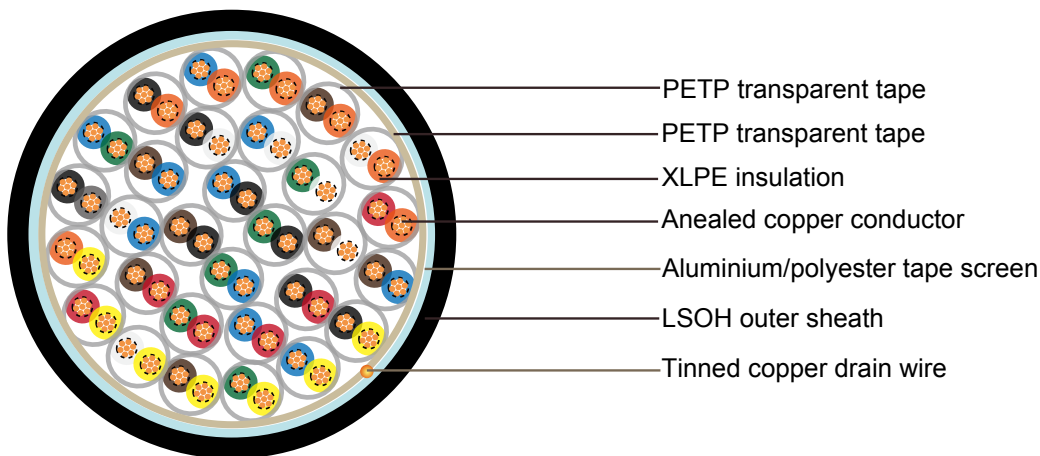 PETP transparent tape
PETP transparent tape
XLPE insulation
Anealed copper conductor
Aluminium/polyester tape screen
LSOH outer sheath
Tinned copper drain wire